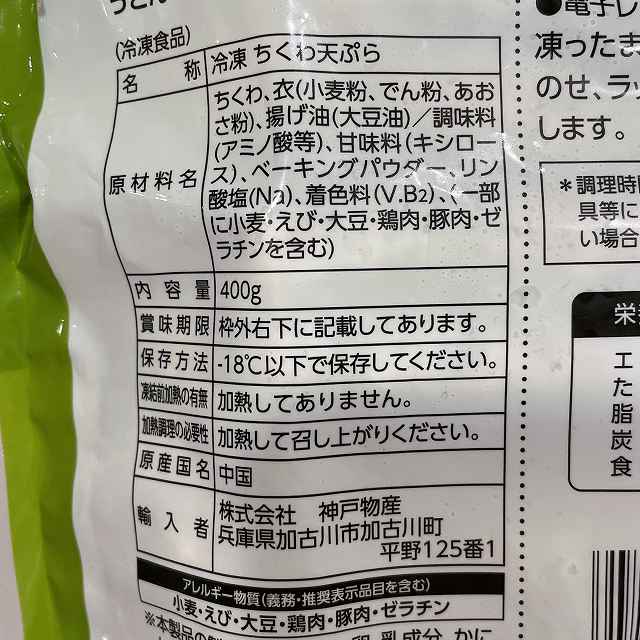 うどん
(冷凍食品)
名 称 冷凍 ちくわ天ぷら
原材料名 ちくわ、衣(小麦粉、でん粉、あお
さ粉)、揚げ油(大豆油)／調味料
(アミノ酸等)、甘味料(キシロー
ス)、ベーキングパウダー、リン
酸塩(Na)、着色料(V.B2)、(一部
に小麦・えび・大豆・鶏肉・豚肉・ゼ
ラチンを含む)
内容量 400g
賞味期限 枠外右下に記載してあります。
保存方法 -18℃以下で保存してください。
凍結前加熱の有無 加熱してありません。
加熱調理の必要性 加熱して召し上がりください。
原産国名 中国
輸入者 株式会社 神戸物産
兵庫県加古川市加古川町
平野125番1
アレルギー物質(義務・推奨表示品目を含む)
小麦・えび・大豆・鶏肉・豚肉・ゼラチン
※本製品の
卵、乳成分、かに
●電子レ
凍ったま
のせ、ラッ
します。
＊調理時間
具等に
い場合
栄
エ
た
脂
炭
食